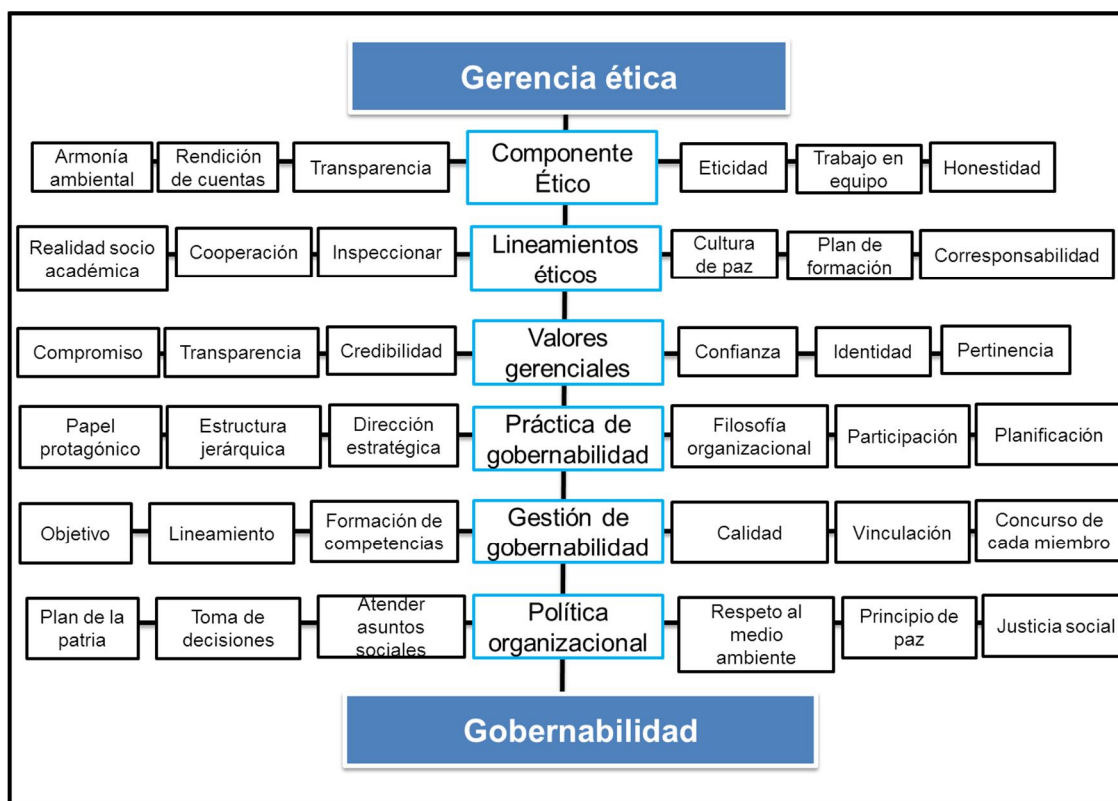 Gerencia ética
Armonía
ambiental
Rendición
de cuentas
Transparencia
Componente
Ético
Eticidad
Trabajo en
equipo
Honestidad
Realidad socio
académica
Cooperación
Inspeccionar
Lineamientos
éticos
Cultura
de paz
Plan de
formación
Corresponsabilidad
Compromiso
Transparencia
Credibilidad
Valores
gerenciales
Confianza
Identidad
Pertinencia
Papel
protagónico
Estructura
jerárquica
Dirección
estratégica
Práctica de
gobernabilidad
Filosofía
organizacional
Participación
Planificación
Objetivo
Lineamiento
Formación de
competencias
Gestión de
gobernabilidad
Calidad
Vinculación
Concurso de
cada miembro
Plan de la
patria
Toma de
decisiones
Atender
asuntos
sociales
Política
organizacional
Respeto al
medio
ambiente
Principio de
paz
Justicia social
Gobernabilidad